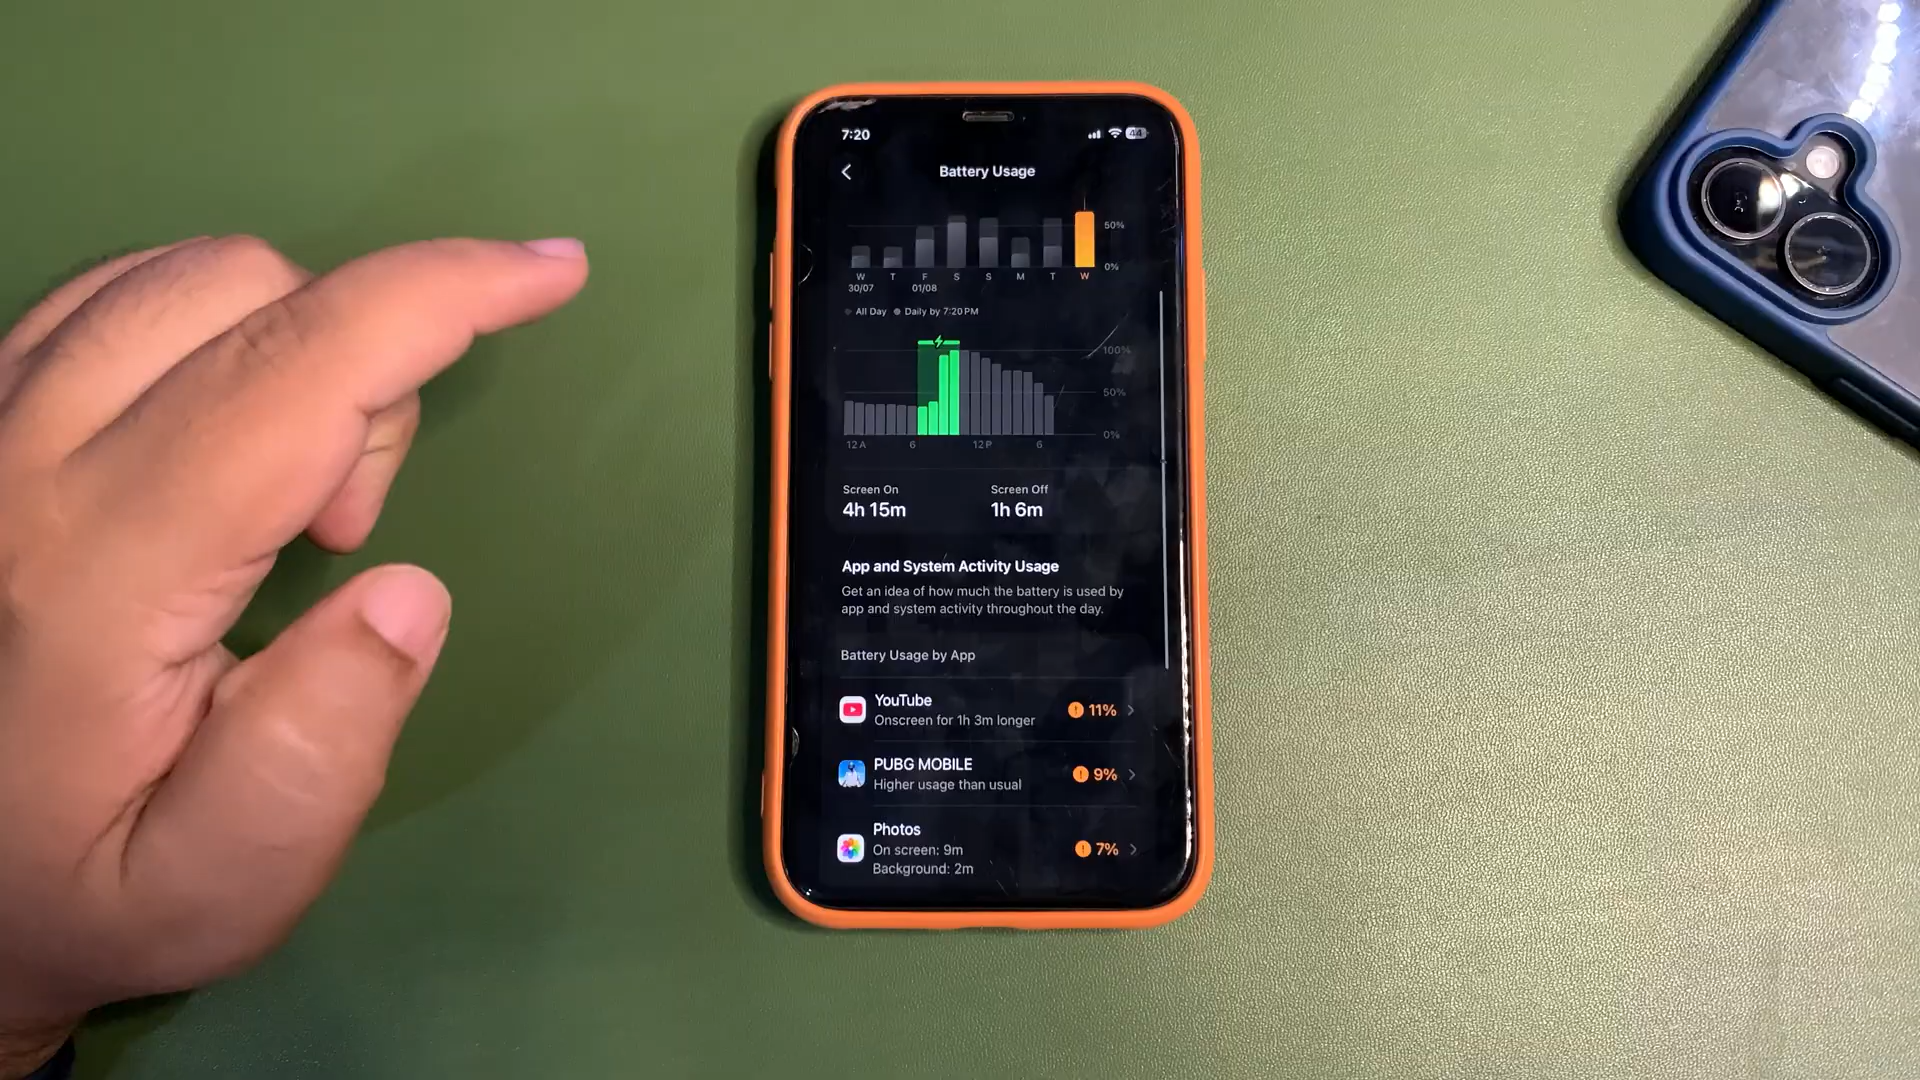 7:20
44
Battery Usage
50%
0%
W T F S S M T W
30/07 01/08
All Day Daily by 7:20 PM
100%
50%
0%
12 A 6 12 P 6
Screen On Screen Off
4h 15m 1h 6m
App and System Activity Usage
Get an idea of how much the battery is used by
app and system activity throughout the day.
Battery Usage by App
YouTube
Onscreen for 1h 3m longer
11%
PUBG MOBILE
Higher usage than usual
9%
Photos
On screen: 9m
Background: 2m
7%